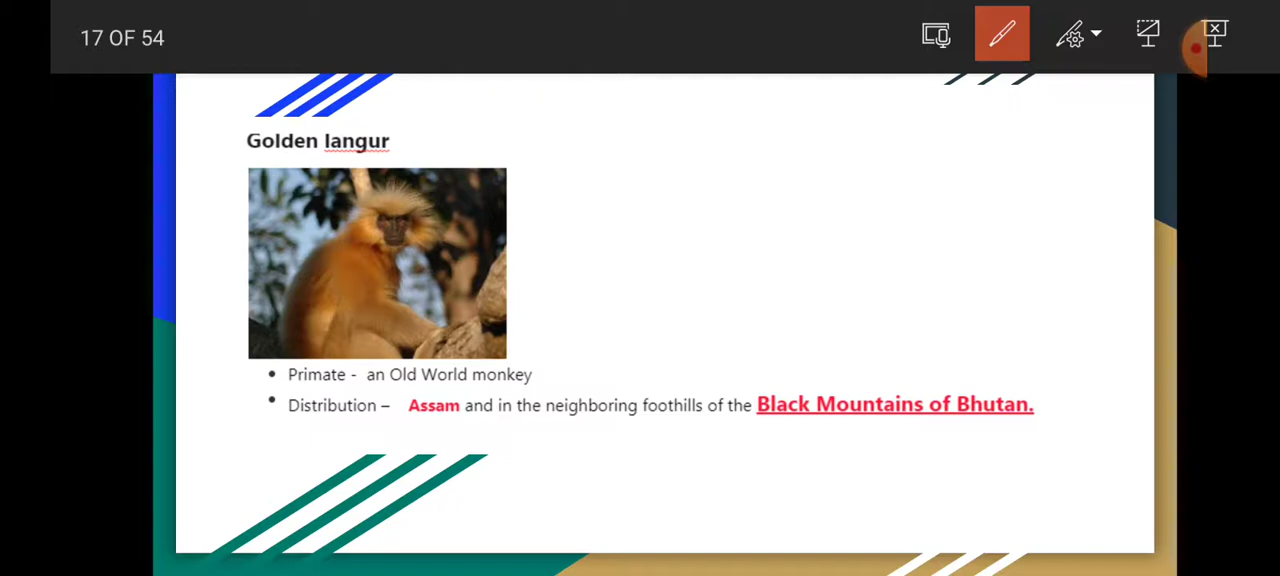 17 OF 54
Golden langur
Primate - an Old World monkey
Distribution – Assam and in the neighboring foothills of the Black Mountains of Bhutan.